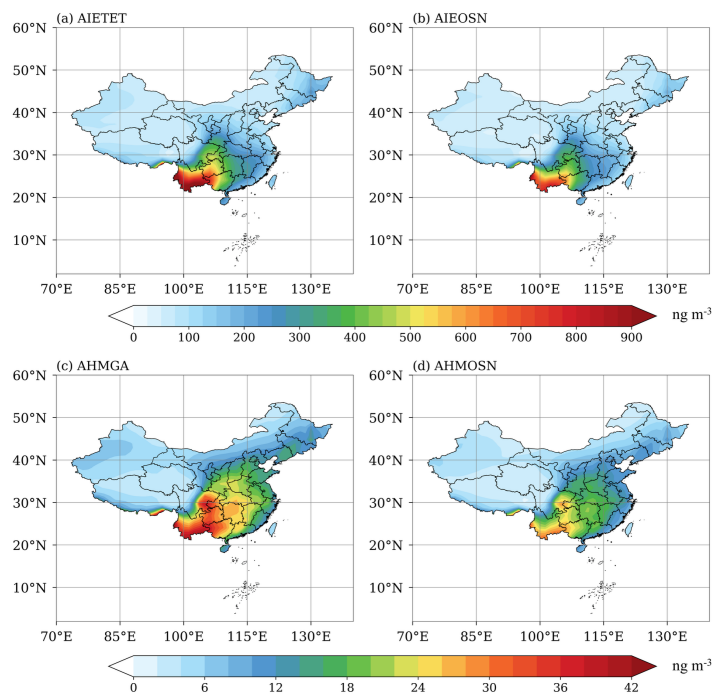 (a) AIETET
(b) AIEOSN
60°N
60°N
50°N
50°N
40°N
40°N
30°N
30°N
20°N
20°N
10°N
10°N
70°E 85°E 100°E 115°E 130°E
70°E 85°E 100°E 115°E 130°E
0 100 200 300 400 500 600 700 800 900
ng m-3
(c) AHMGA
(d) AHMOSN
60°N
60°N
50°N
50°N
40°N
40°N
30°N
30°N
20°N
20°N
10°N
10°N
70°E 85°E 100°E 115°E 130°E
70°E 85°E 100°E 115°E 130°E
0 6 12 18 24 30 36 42
ng m-3